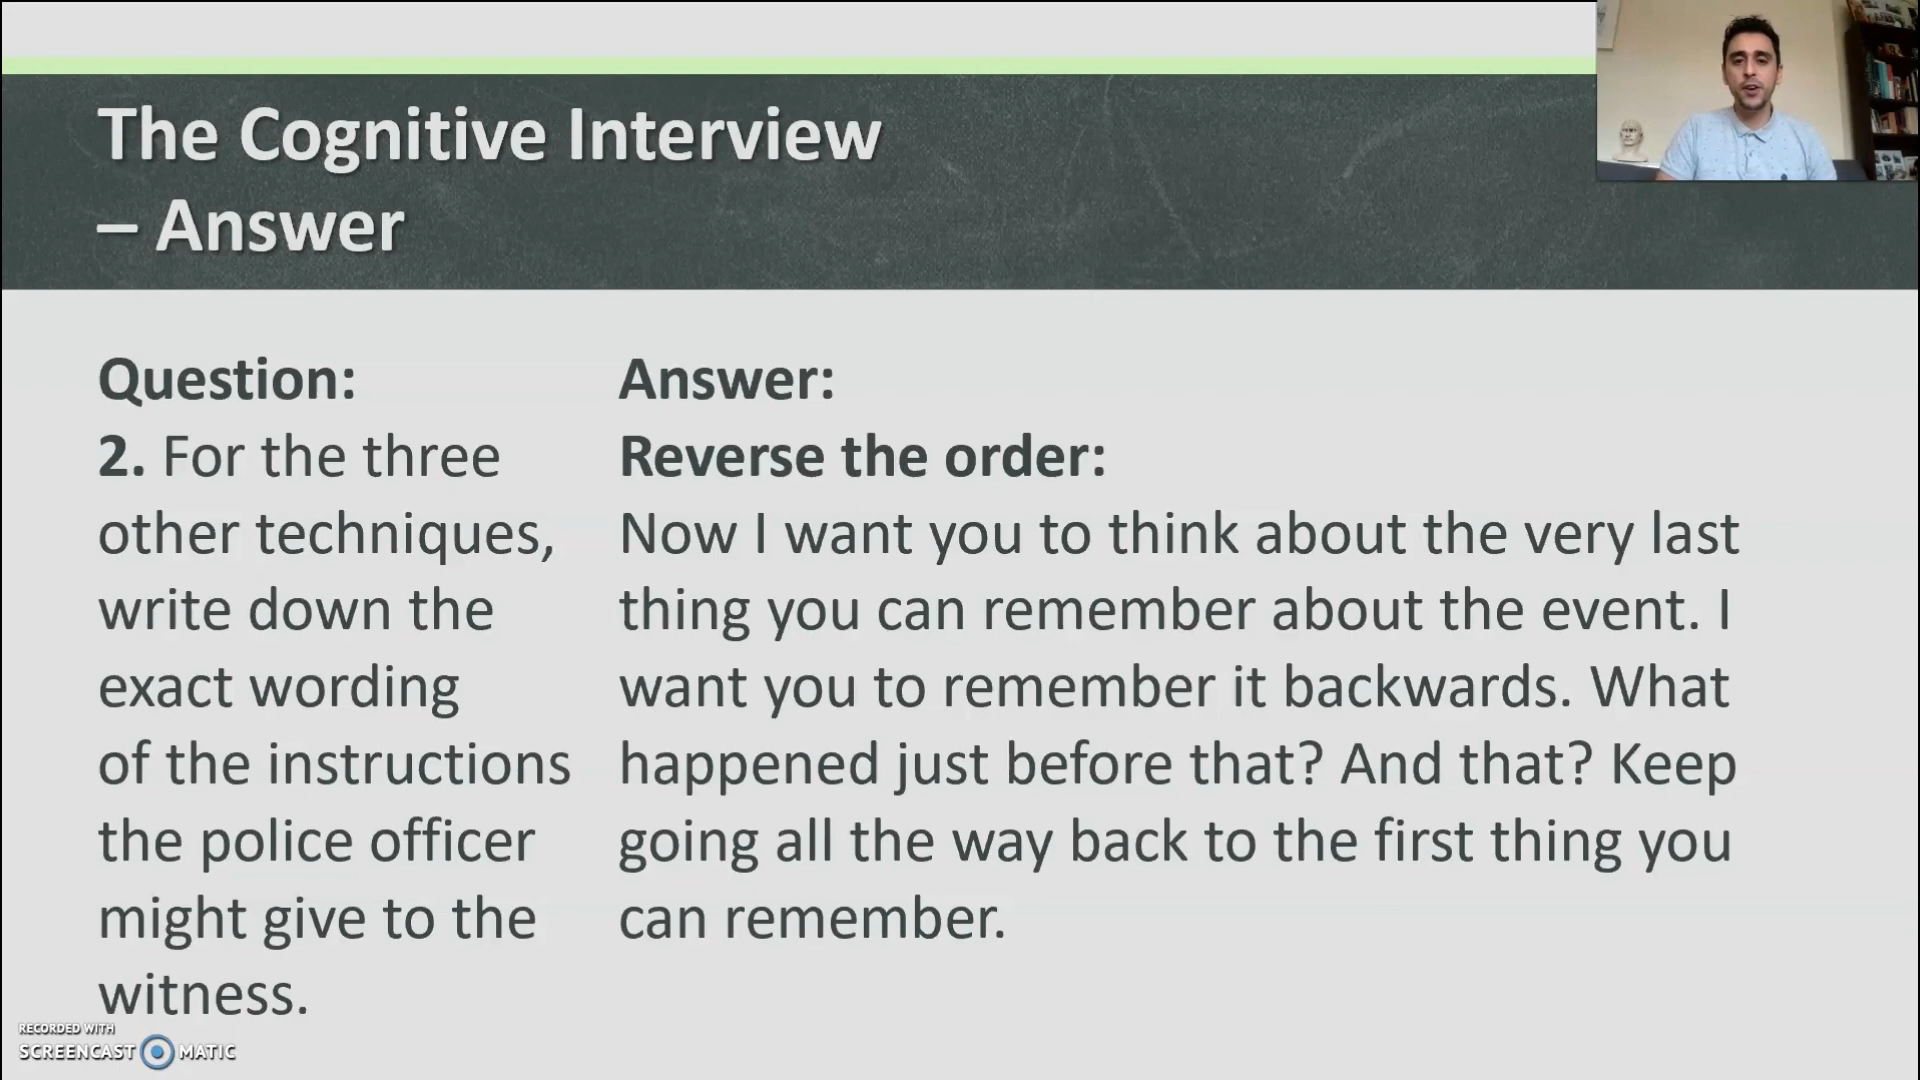 The Cognitive Interview
– Answer
Question:
2. For the three
other techniques,
write down the
exact wording
of the instructions
the police officer
might give to the
witness.
Answer:
Reverse the order:
Now I want you to think about the very last
thing you can remember about the event. I
want you to remember it backwards. What
happened just before that? And that? Keep
going all the way back to the first thing you
can remember.
RECORDED WITH
SCREENCAST MATIC